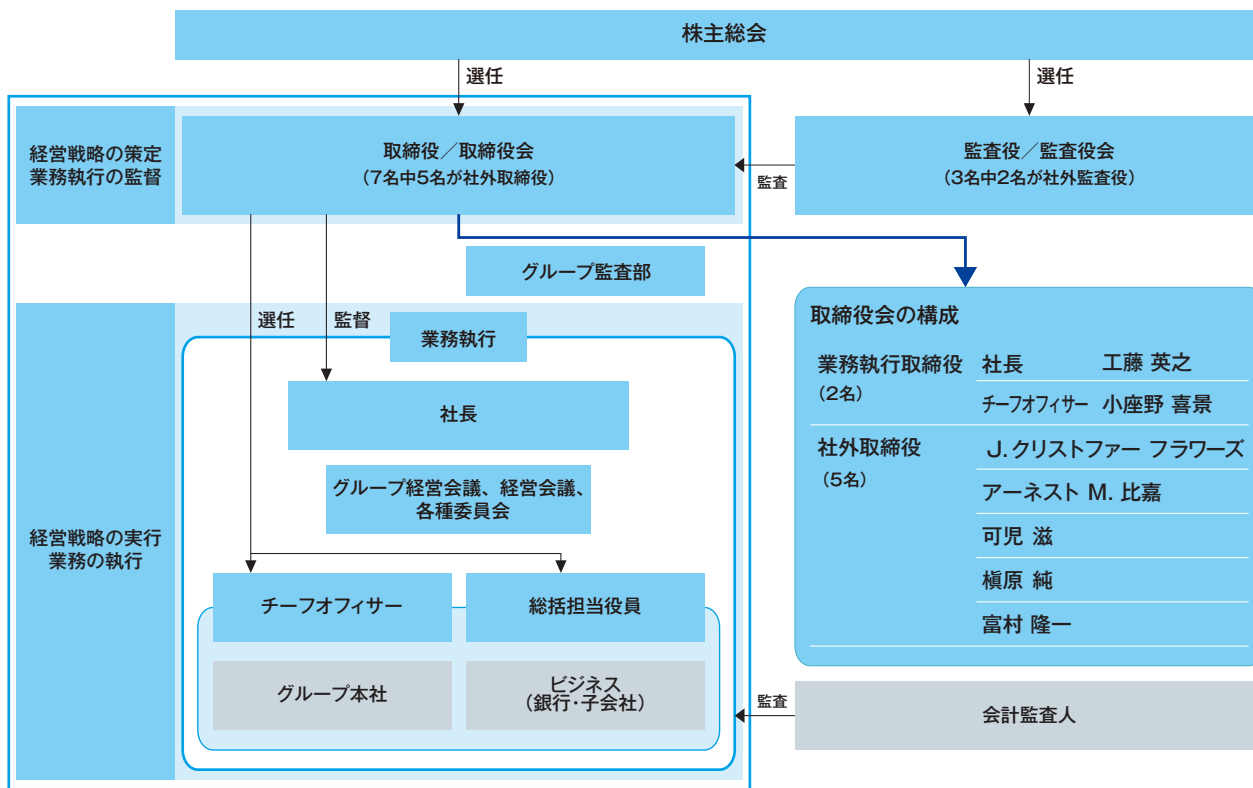 株主総会
選任
選任
経営戦略の策定
業務執行の監督
取締役／取締役会
（7名中5名が社外取締役）
監査
監査役／監査役会
（3名中2名が社外監査役）
グループ監査部
選任
監督
業務執行
社長
グループ経営会議、経営会議、
各種委員会
経営戦略の実行
業務の執行
チーフオフィサー
総括担当役員
グループ本社
ビジネス
（銀行・子会社）
取締役会の構成
業務執行取締役 社長 工藤 英之
（2名）
チーフオフィサー 小座野 喜景
社外取締役 J.クリストファー フラワーズ
（5名）
アーネスト M. 比嘉
可児 滋
槇原 純
富村 隆一
監査
会計監査人